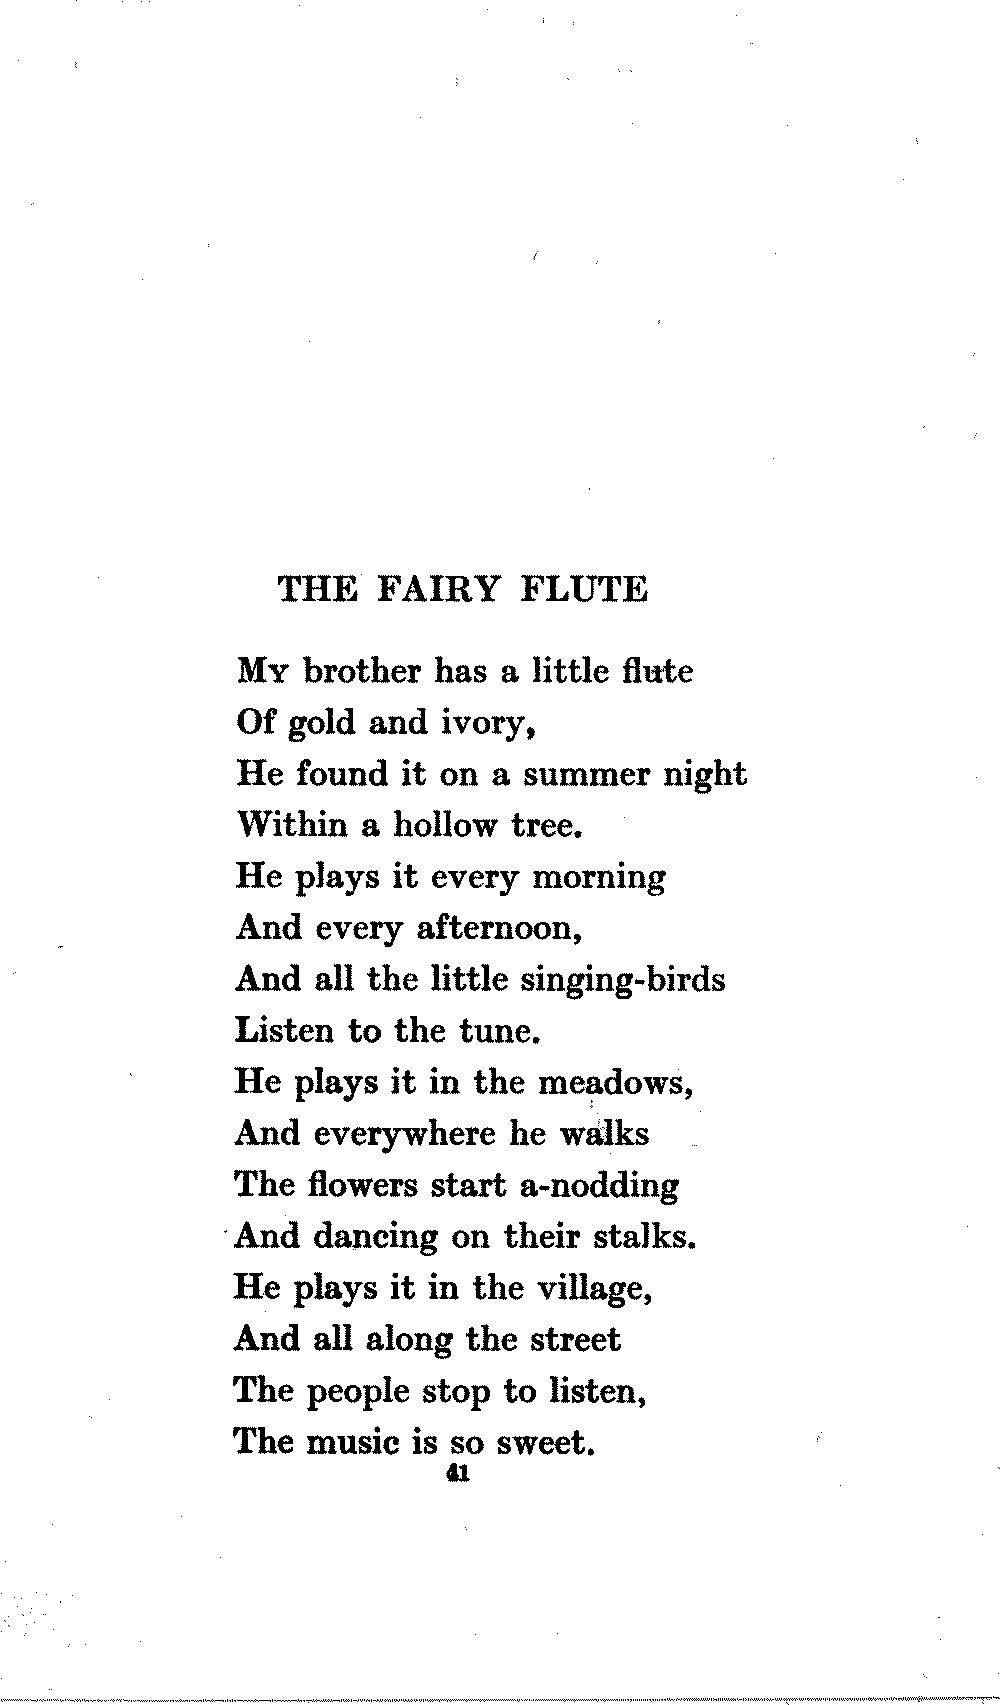 THE FAIRY FLUTE
My brother has a little flute
Of gold and ivory,
He found it on a summer night
Within a hollow tree.
He plays it every morning
And every afternoon,
And all the little singing-birds
Listen to the tune.
He plays it in the meadows,
And everywhere he walks
The flowers start a-nodding
And dancing on their stalks.
He plays it in the village,
And all along the street
The people stop to listen,
The music is so sweet.
41